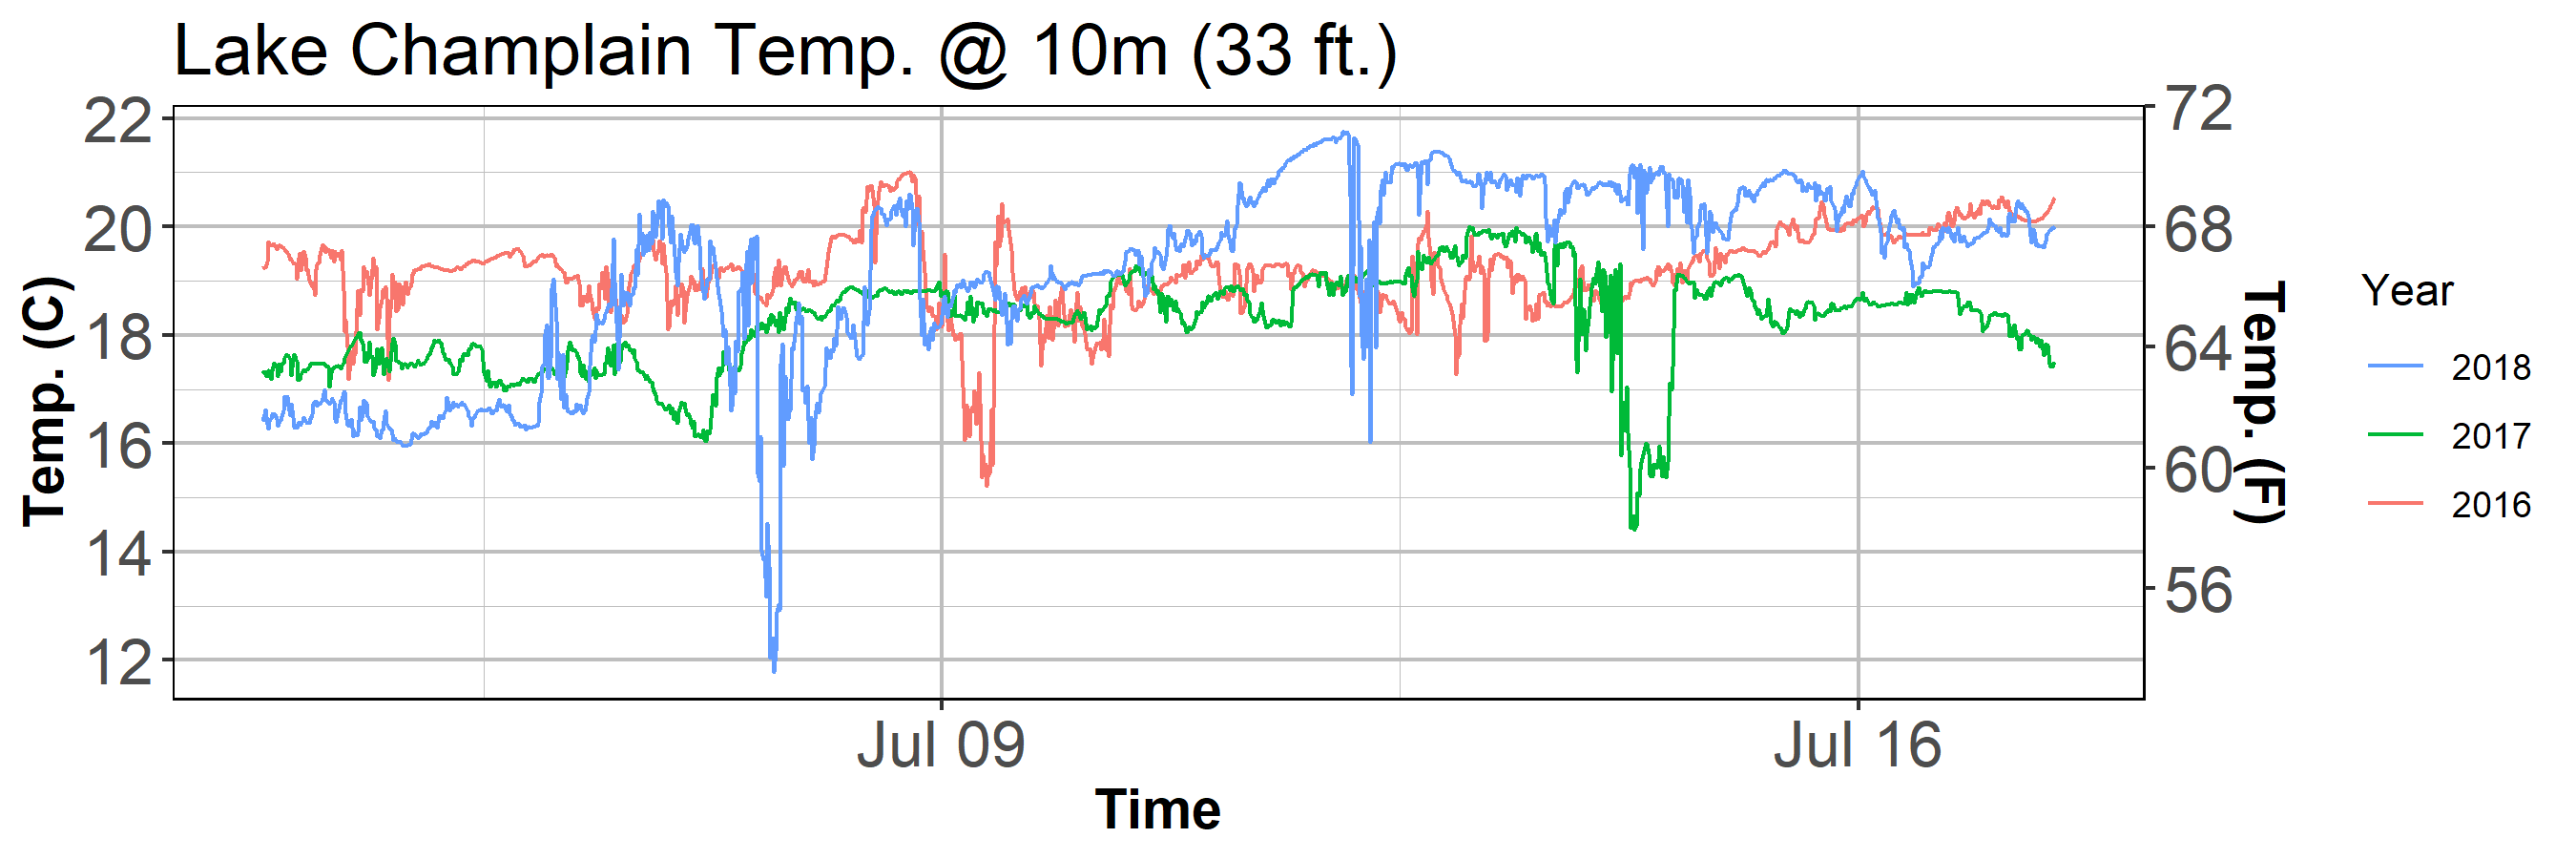 Lake Champlain Temp. @ 10m (33 ft.)
Temp. (C)
22
20
18
16
14
12
72
68
64
60
56
Temp. (F)
Jul 09
Jul 16
Time
Year
2018
2017
2016